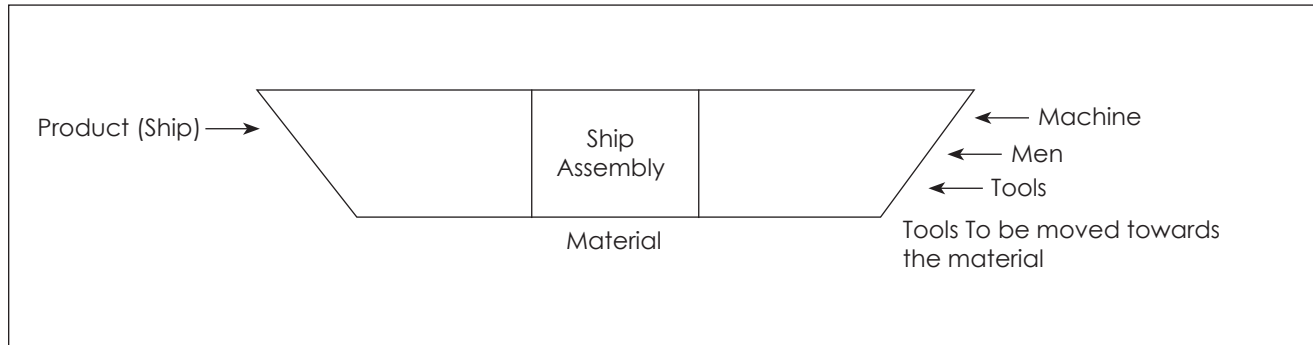 Product (Ship)
Ship
Assembly
Machine
Men
Tools
Material
Tools To be moved towards
the material